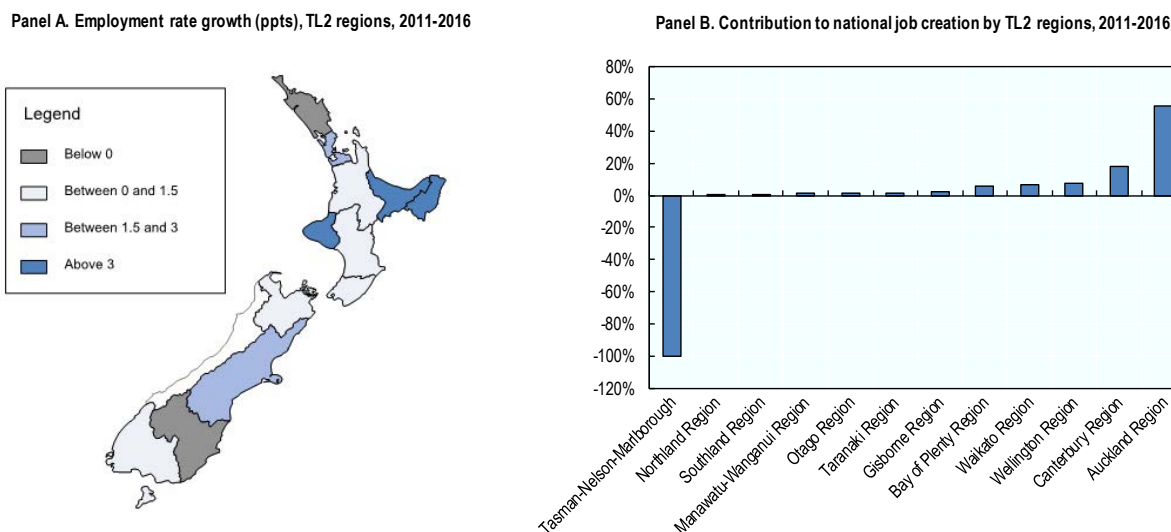 Panel A. Employment rate growth (ppts), TL2 regions, 2011-2016
Legend
Below 0
Between 0 and 1.5
Between 1.5 and 3
Above 3
Panel B. Contribution to national job creation by TL2 regions, 2011-2016
80%
60%
40%
20%
0%
-20%
-40%
-60%
-80%
-100%
-120%
Tasman-Nelson-Marlborough
Northland Region
Southland Region
Manawatu-Wanganui Region
Otago Region
Taranaki Region
Gisborne Region
Bay of Plenty Region
Waikato Region
Wellington Region
Canterbury Region
Auckland Region